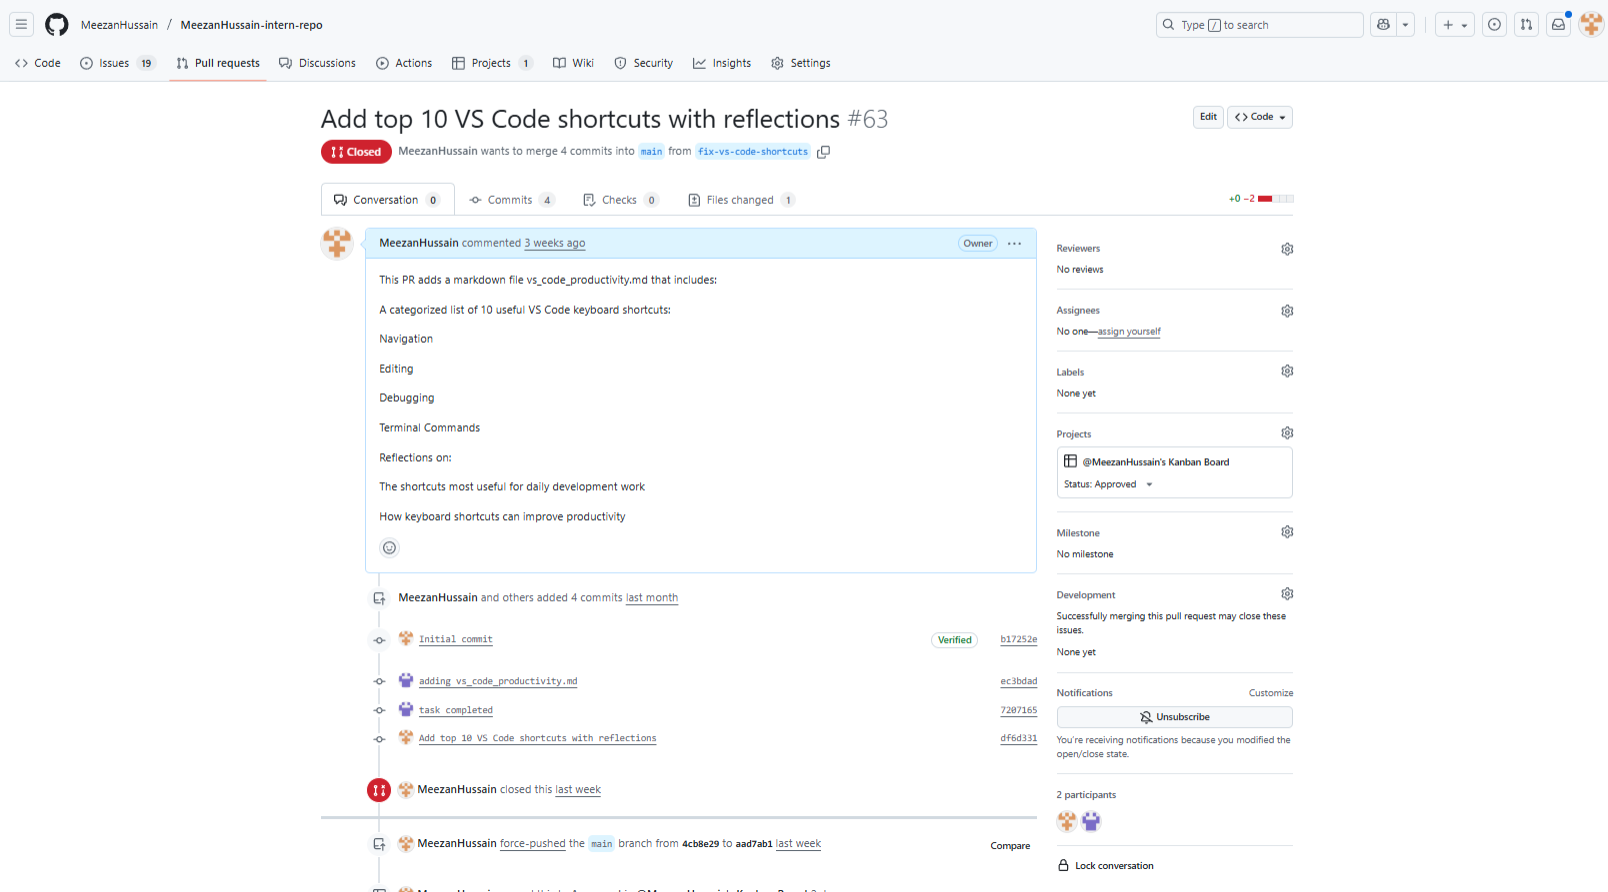 MeezanHussain / MeezanHussain-intern-repo
Type / to search
Code
Issues 19
Pull requests
Discussions
Actions
Projects 1
Wiki
Security
Insights
Settings
Add top 10 VS Code shortcuts with reflections #63
Edit
<> Code
Closed
MeezanHussain wants to merge 4 commits into main from fix-vs-code-shortcuts
Conversation 0
Commits 4
Checks 0
Files changed 1
+0 −2
MeezanHussain commented 3 weeks ago
Owner
This PR adds a markdown file vs_code_productivity.md that includes:
A categorized list of 10 useful VS Code keyboard shortcuts:
Navigation
Editing
Debugging
Terminal Commands
Reflections on:
The shortcuts most useful for daily development work
How keyboard shortcuts can improve productivity
MeezanHussain and others added 4 commits last month
Initial commit Verified b17252e
adding vs_code_productivity.md ec3bdad
task completed 7207165
Add top 10 VS Code shortcuts with reflections df6d331
MeezanHussain closed this last week
MeezanHussain force-pushed the main branch from 4cb8e29 to aad7ab1 last week
Compare
Reviewers
No reviews
Assignees
No one—assign yourself
Labels
None yet
Projects
@MeezanHussain's Kanban Board
Status: Approved
Milestone
No milestone
Development
Successfully merging this pull request may close these
issues.
None yet
Notifications
Customize
Unsubscribe
You're receiving notifications because you modified the
open/close state.
2 participants
Lock conversation